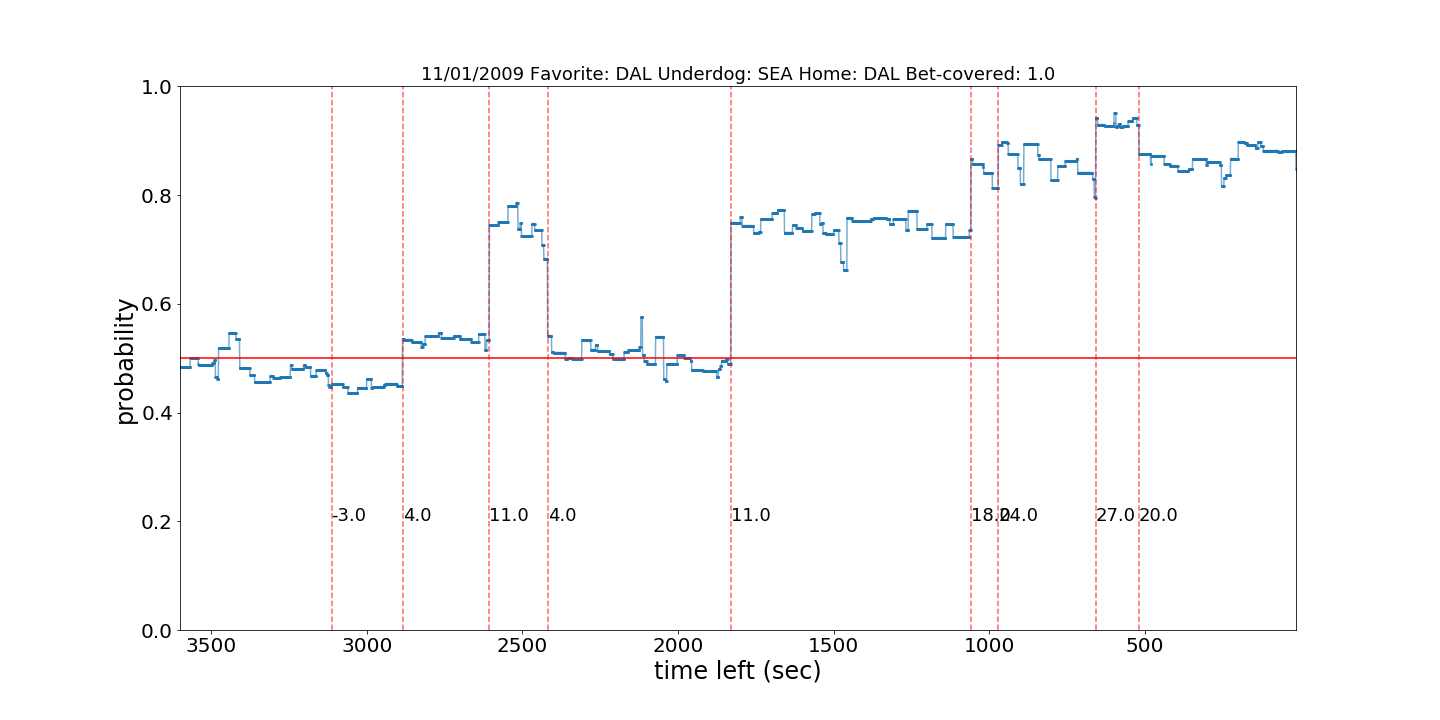 11/01/2009 Favorite: DAL Underdog: SEA Home: DAL Bet-covered: 1.0
1.0
0.8
0.6
0.4
0.2
0.0
probability
-3.0 4.0 11.0 4.0 11.0 18.0 24.0 27.0 20.0
3500 3000 2500 2000 1500 1000 500
time left (sec)